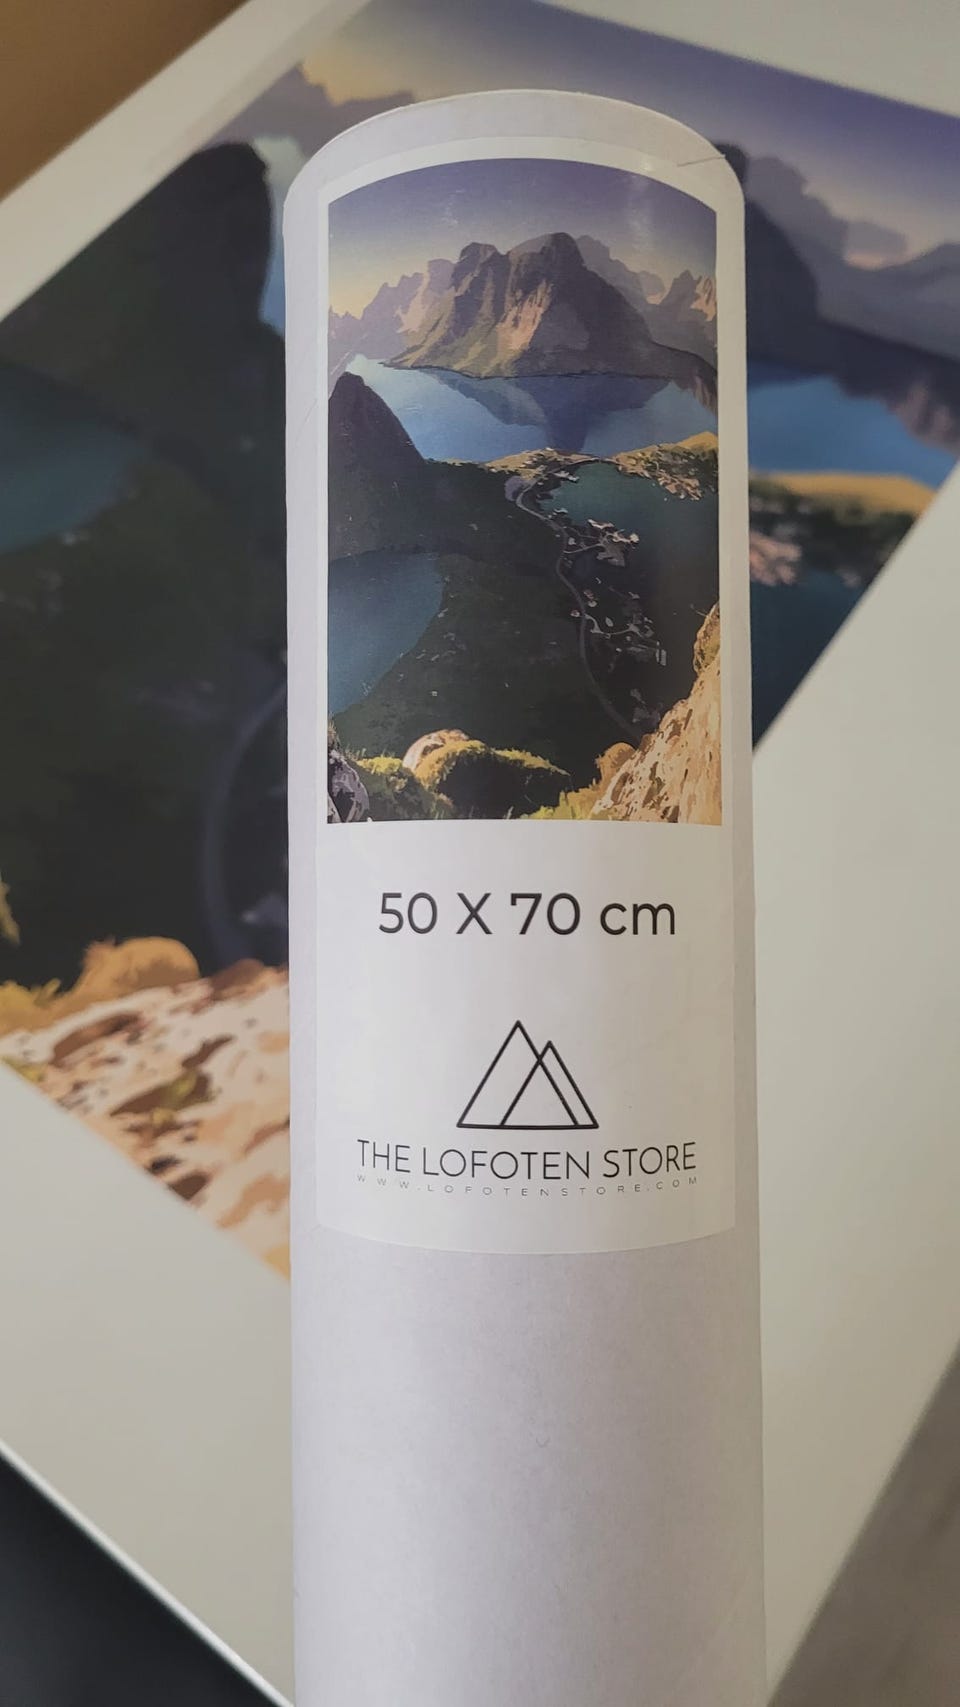 50 X 70 cm
THE LOFOTEN STORE
WWW.LOFOTENSTORE.COM